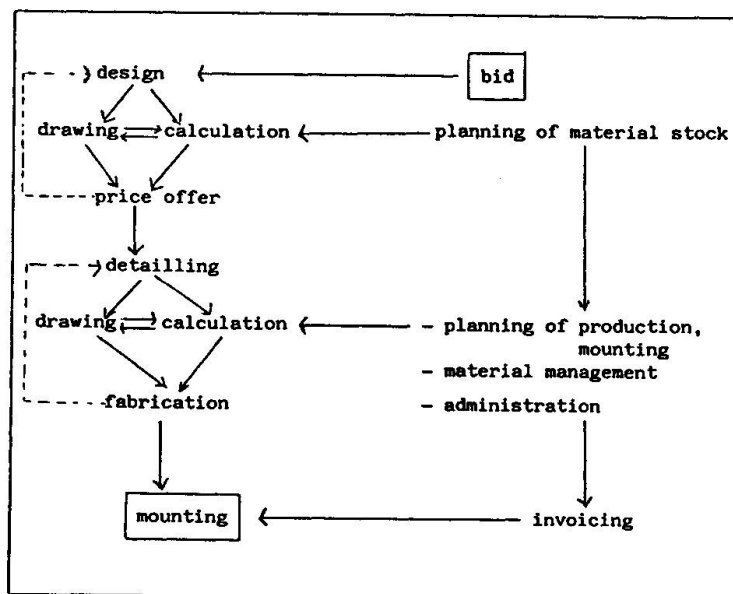 design
bid
drawing calculation planning of material stock
price offer
detailling
drawing calculation - planning of production,
mounting
- material management
fabrication - administration
mounting invoicing